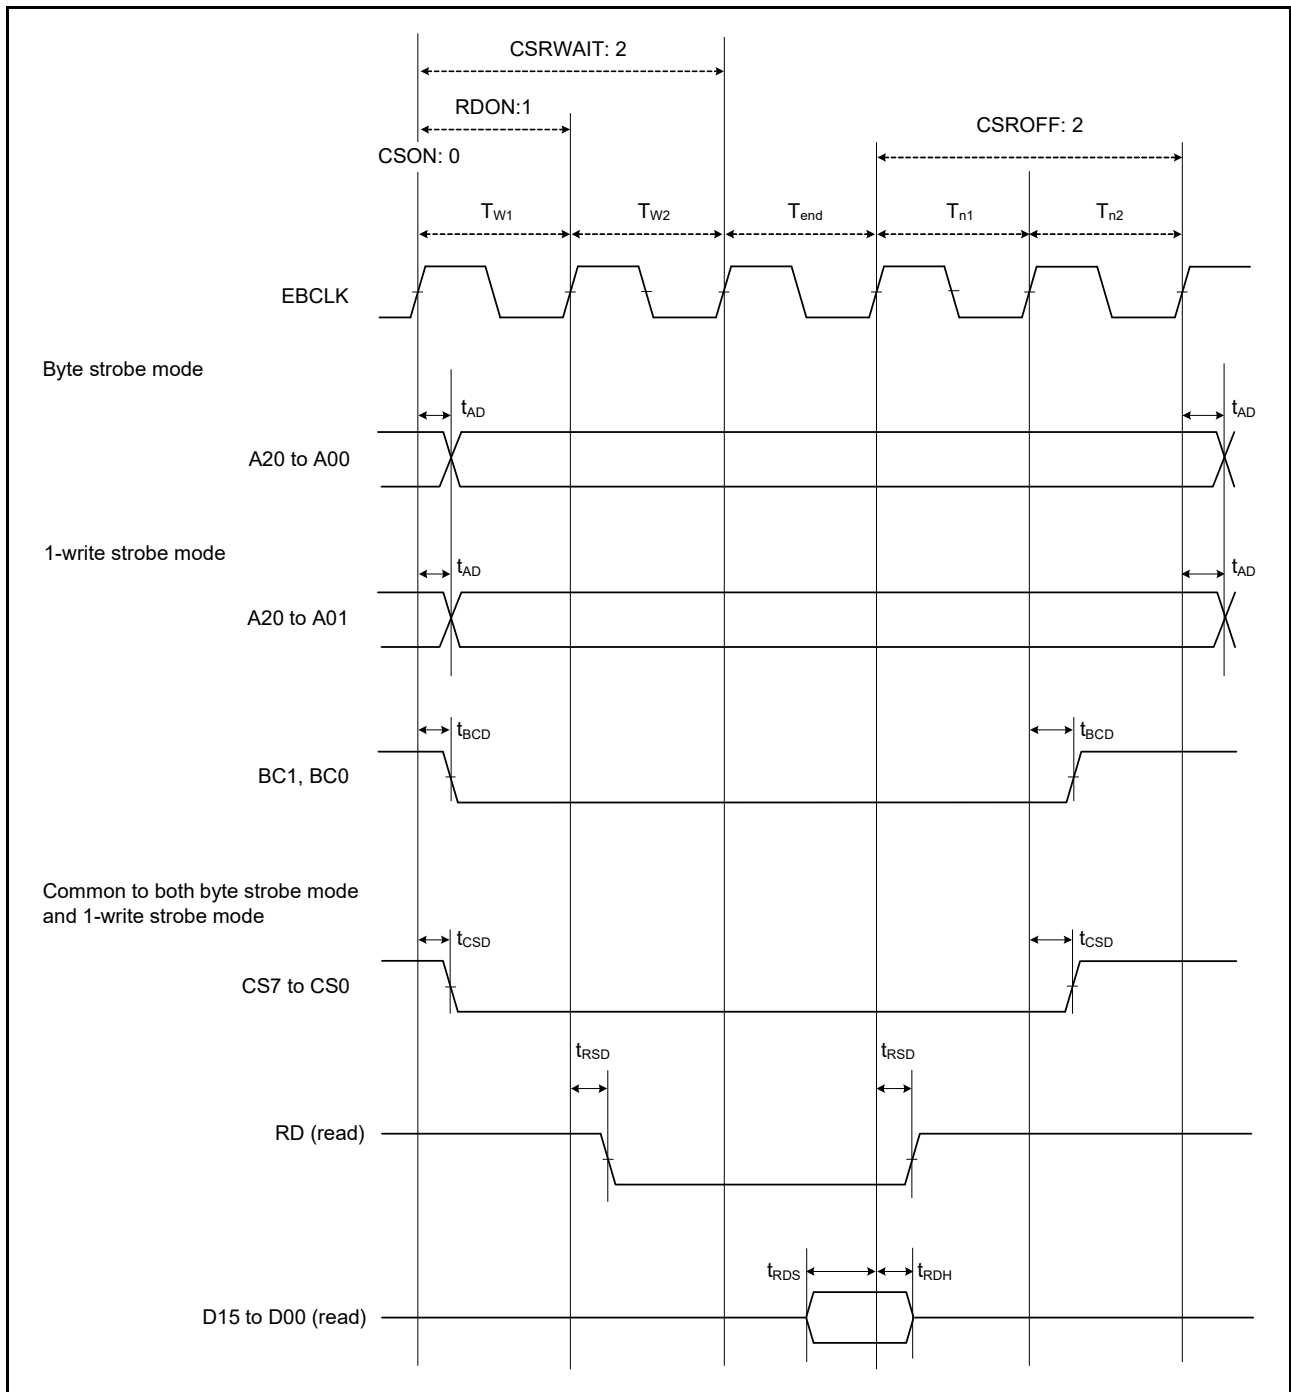 CSRWAIT: 2
RDON:1
CSROFF: 2
CSON: 0
TW1
TW2
Tend
Tn1
Tn2
EBCLK
Byte strobe mode
tAD
tAD
A20 to A00
1-write strobe mode
tAD
tAD
A20 to A01
tBCD
tBCD
BC1, BC0
Common to both byte strobe mode
and 1-write strobe mode
tCSD
tCSD
CS7 to CS0
tRSD
tRSD
RD (read)
tRDS
tRDH
D15 to D00 (read)